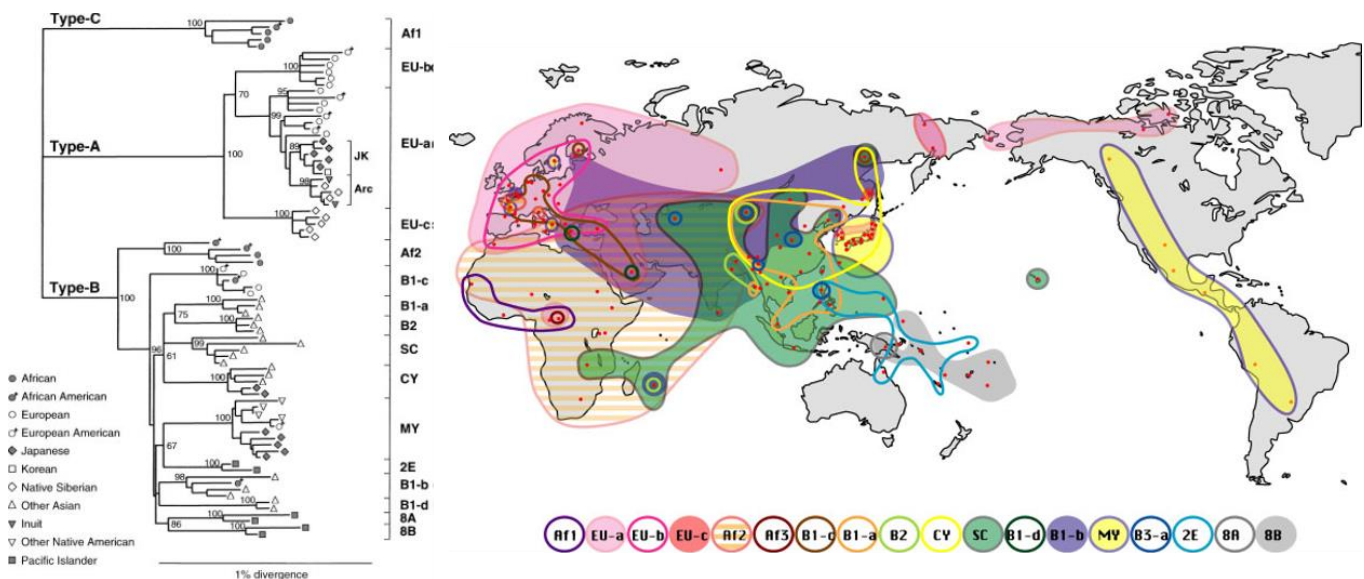 Type-C
100
Af1
EU-bc
100
70
95
99
EU-a
Type-A
89
JK
100
98
Arc
100
EU-c
100
Af2
Type-B
100
100
B1-c
100
75
B1-a
100
B2
96
61
99
SC
100
CY
100
MY
67
100
2E
98
B1-b
100
B1-d
8A
86
100
8B
African
African American
European
European American
Japanese
Korean
Native Siberian
Other Asian
Inuit
Other Native American
Pacific Islander
1% divergence
Af1 EU-a EU-b EU-c Af2 Af3 B1-c B1-a B2 CY SC B1-d B1-b MY B3-a 2E 8A 8B